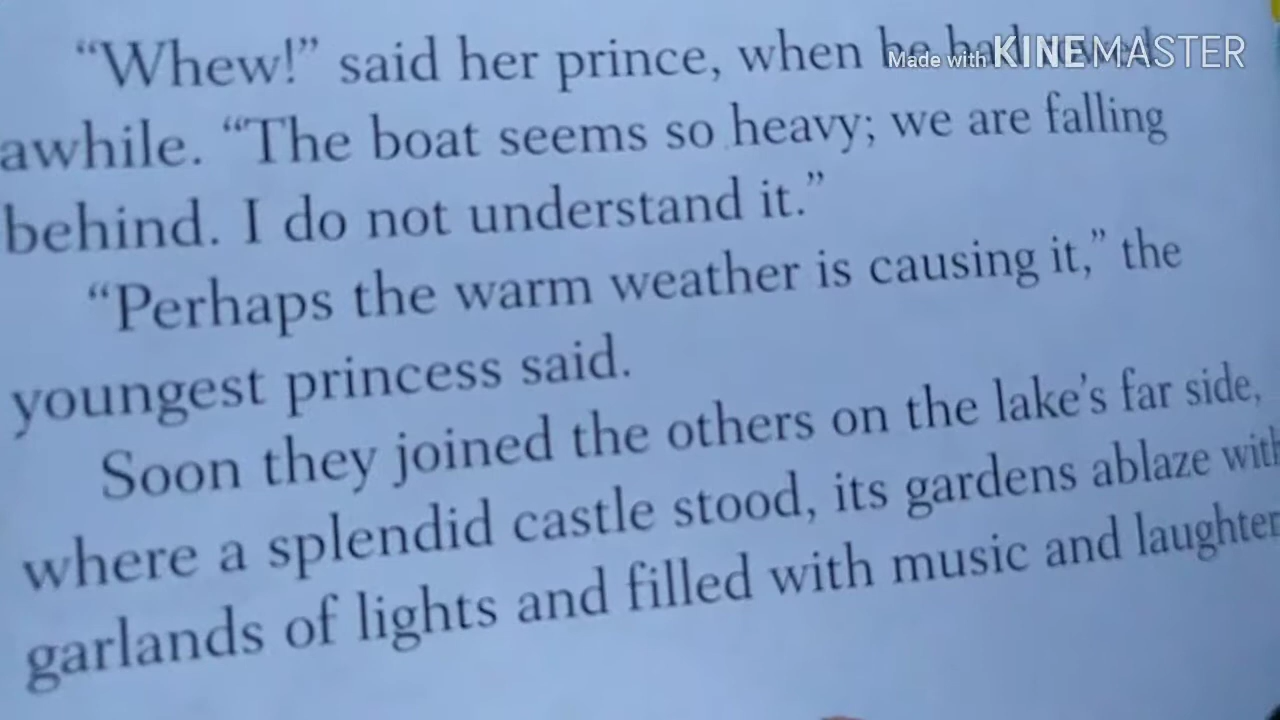 “Whew!” said her prince, when he had
awhile. “The boat seems so heavy; we are falling
behind. I do not understand it.”
“Perhaps the warm weather is causing it,” the
youngest princess said.
Soon they joined the others on the lake’s far side,
where a splendid castle stood, its gardens ablaze with
garlands of lights and filled with music and laughter
Made with KINEMASTER